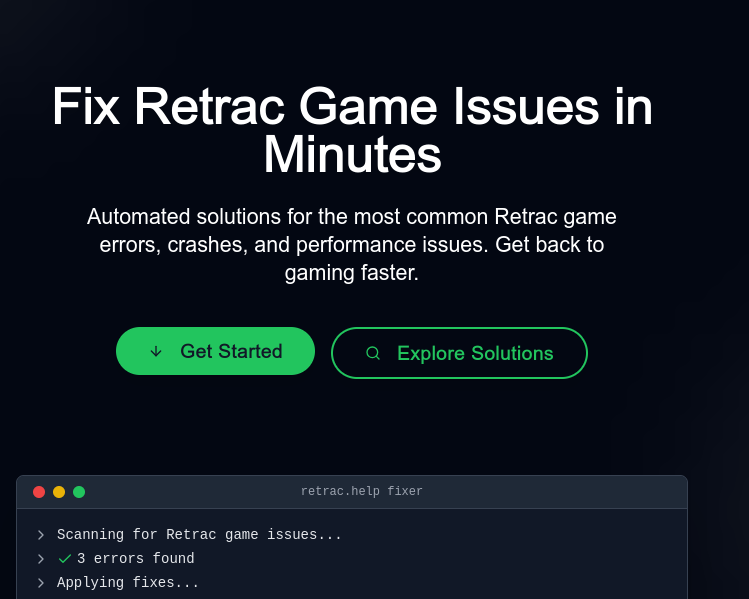 Fix Retrac Game Issues in
Minutes
Automated solutions for the most common Retrac game
errors, crashes, and performance issues. Get back to
gaming faster.
Get Started
Explore Solutions
retrac.help fixer
Scanning for Retrac game issues...
3 errors found
Applying fixes...